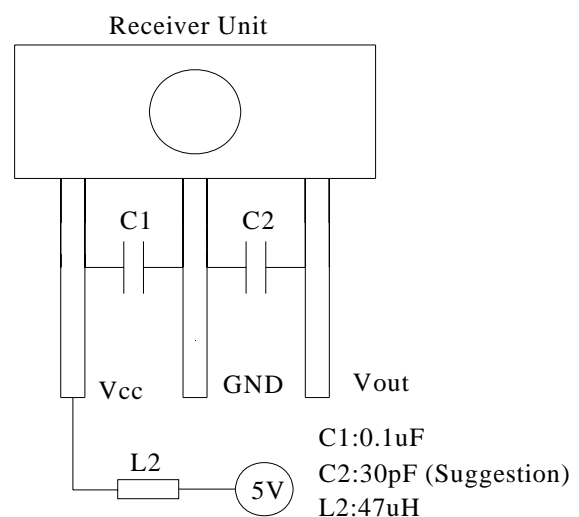 Receiver Unit
C1
C2
Vcc
GND
Vout
L2
5V
C1:0.1uF
C2:30pF (Suggestion)
L2:47uH